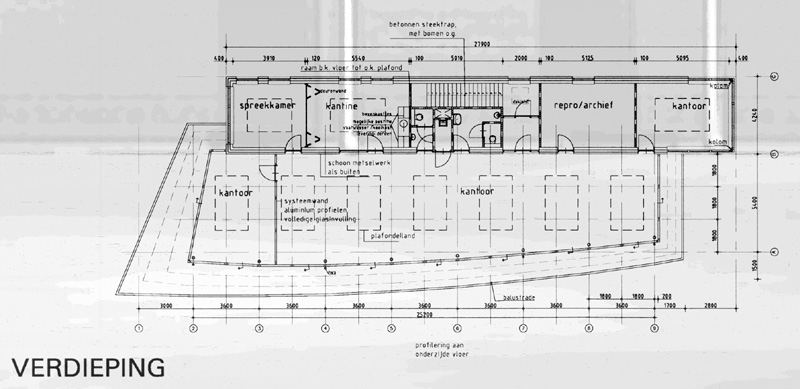 betonnen steektrap,
met bomen o.g.
27900
400 3910 120 5540 100 5010 2000 100 5125 100 5095 400
raam b.k. vloer tot o.k. plafond
kolom
spreekkamer
kantine
repro/archief
kantoor
4240
kolom
schoon metselwerk
als buiten
kantoor
systeemwand
aluminium profielen
volledige glasinvulling
kantoor
plafondeiland
1800
1800
1800
5400
1500
balustrade
1800 1800 200
3000 3600 3600 3600 3600 3600 3600 3600 1700 2800
25200
1 2 3 4 5 6 7 8 9
profilering aan
onderzijde vloer
VERDIEPING